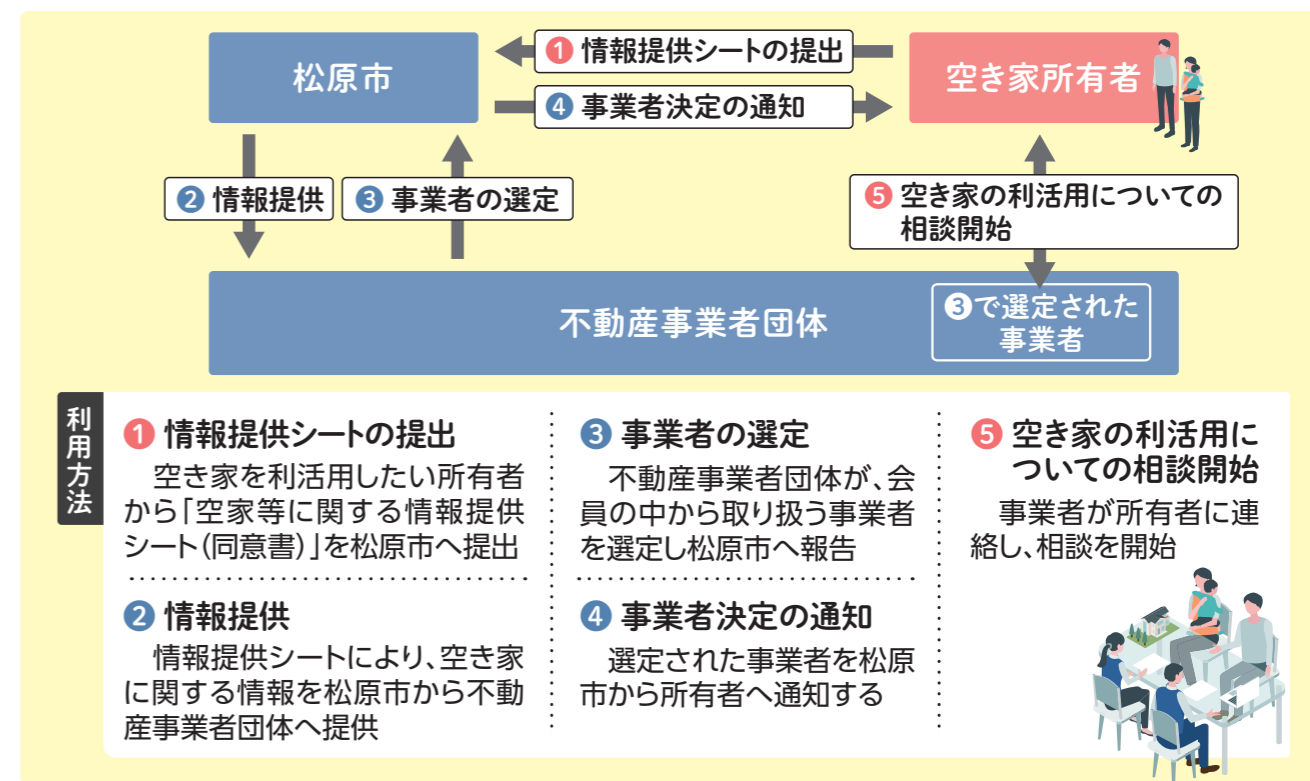 松原市
❶ 情報提供シートの提出
空き家所有者
❹ 事業者決定の通知
❷ 情報提供
❸ 事業者の選定
❺ 空き家の利活用についての
相談開始
不動産事業者団体
❸で選定された
事業者
利用方法
❶ 情報提供シートの提出
空き家を利活用したい所有者
から「空家等に関する情報提供
シート(同意書)」を松原市へ提出
❷ 情報提供
情報提供シートにより、空き家
に関する情報を松原市から不動
産事業者団体へ提供
❸ 事業者の選定
不動産事業者団体が、会
員の中から取り扱う事業者
を選定し松原市へ報告
❹ 事業者決定の通知
選定された事業者を松原
市から所有者へ通知する
❺ 空き家の利活用に
ついての相談開始
事業者が所有者に連
絡し、相談を開始